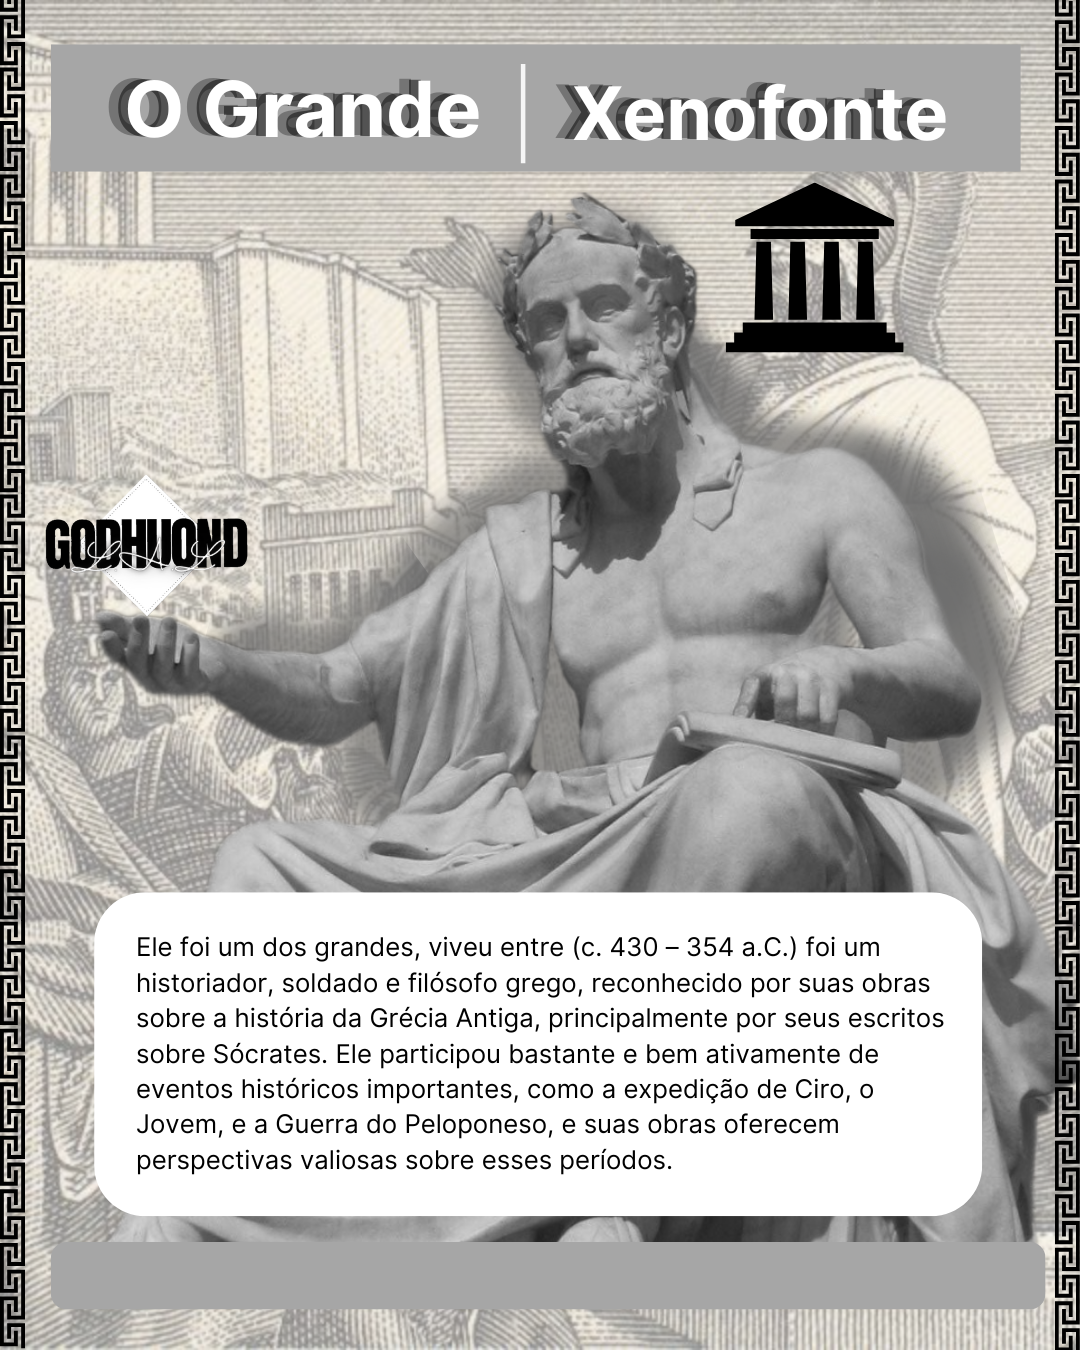 O Grande
Xenofonte
GODHUOND
Ele foi um dos grandes, viveu entre (c. 430 – 354 a.C.) foi um
historiador, soldado e filósofo grego, reconhecido por suas obras
sobre a história da Grécia Antiga, principalmente por seus escritos
sobre Sócrates. Ele participou bastante e bem ativamente de
eventos históricos importantes, como a expedição de Ciro, o
Jovem, e a Guerra do Peloponeso, e suas obras oferecem
perspectivas valiosas sobre esses períodos.